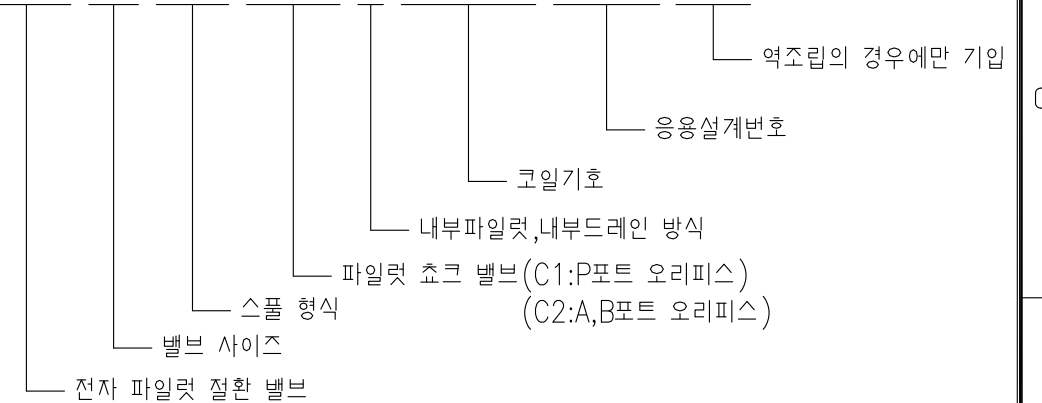 역조립의 경우에만 기입
응용설계번호
코일기호
내부파일럿,내부드레인 방식
파일럿 쵸크 밸브(C1:P포트 오리피스)
(C2:A,B포트 오리피스)
스풀 형식
밸브 사이즈
전자 파일럿 절환 밸브